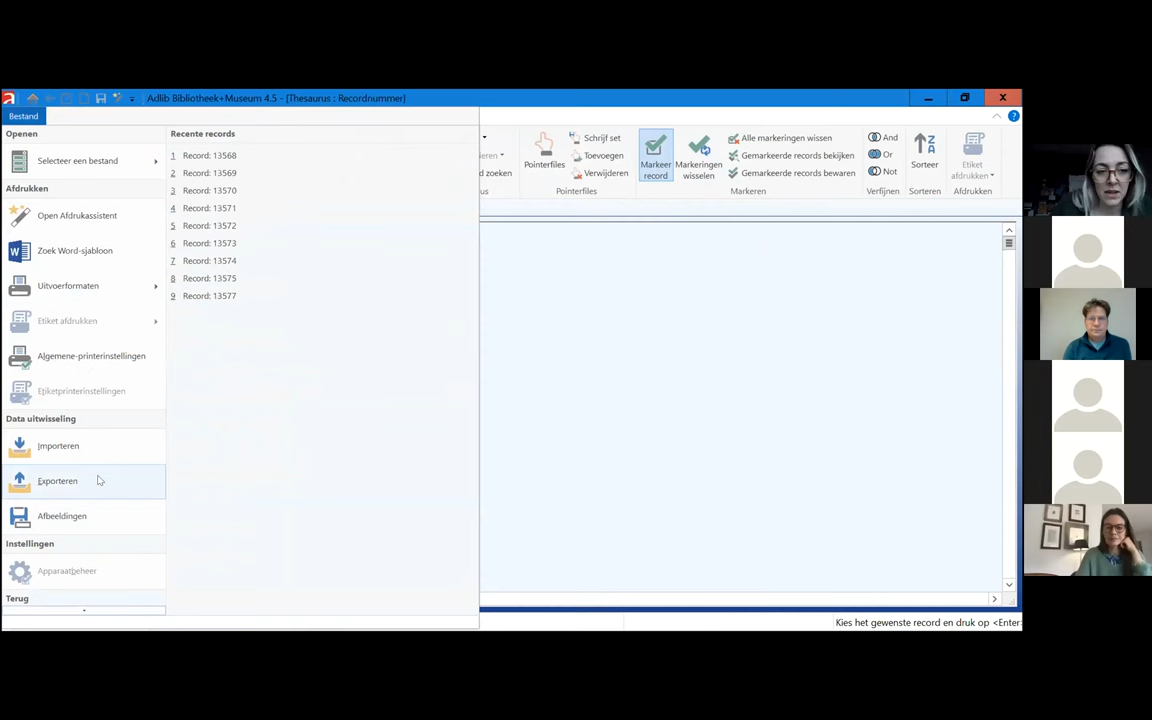 Adlib Bibliotheek+Museum 4.5 - [Thesaurus : Recordnummer]
Bestand
Openen
Selecteer een bestand
Afdrukken
Open Afdrukassistent
Zoek Word-sjabloon
Uitvoerformaten
Etiket afdrukken
Algemene-printerinstellingen
Etiketprinterinstellingen
Data uitwisseling
Importeren
Exporteren
Afbeeldingen
Instellingen
Apparaatbeheer
Terug
Recente records
1 Record: 13568
2 Record: 13569
3 Record: 13570
4 Record: 13571
5 Record: 13572
6 Record: 13573
7 Record: 13574
8 Record: 13575
9 Record: 13577
ieren
d zoeken
us
Pointerfiles
Schrijf set
Toevoegen
Verwijderen
Pointerfiles
Markeer
record
Markeringen
wisselen
Alle markeringen wissen
Gemarkeerde records bekijken
Gemarkeerde records bewaren
Markeren
And
Or
Not
Verfijnen
Sorteer
Sorteren
Etiket
afdrukken
Afdrukken
Kies het gewenste record en druk op <Enter>